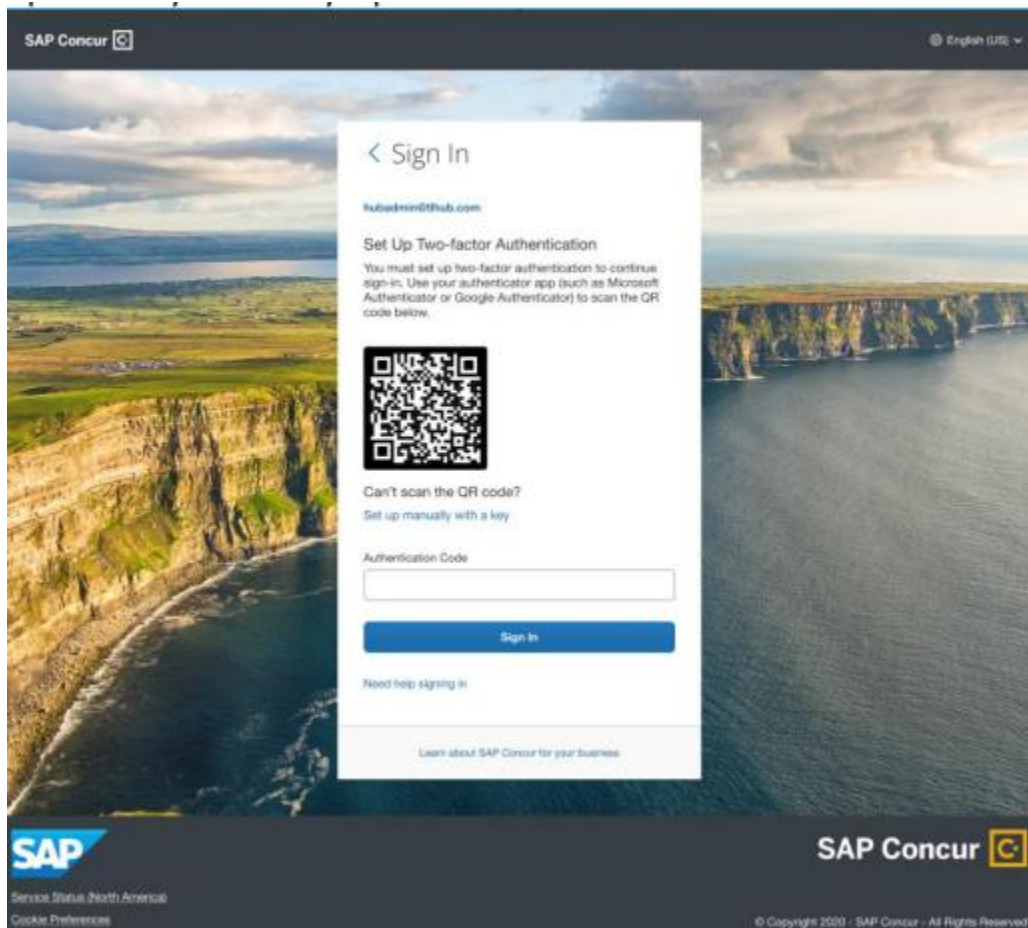 SAP Concur C
English (US)
Sign In
hubadmin@tlhub.com
Set Up Two-factor Authentication
You must set up two-factor authentication to continue
sign-in. Use your authenticator app (such as Microsoft
Authenticator or Google Authenticator) to scan the QR
code below.
Can't scan the QR code?
Set up manually with a key
Authentication Code
Sign In
Need help signing in
Learn about SAP Concur for your business
SAP
SAP Concur C
Service Status (North America)
Cookie Preferences
© Copyright 2020 - SAP Concur - All Rights Reserved